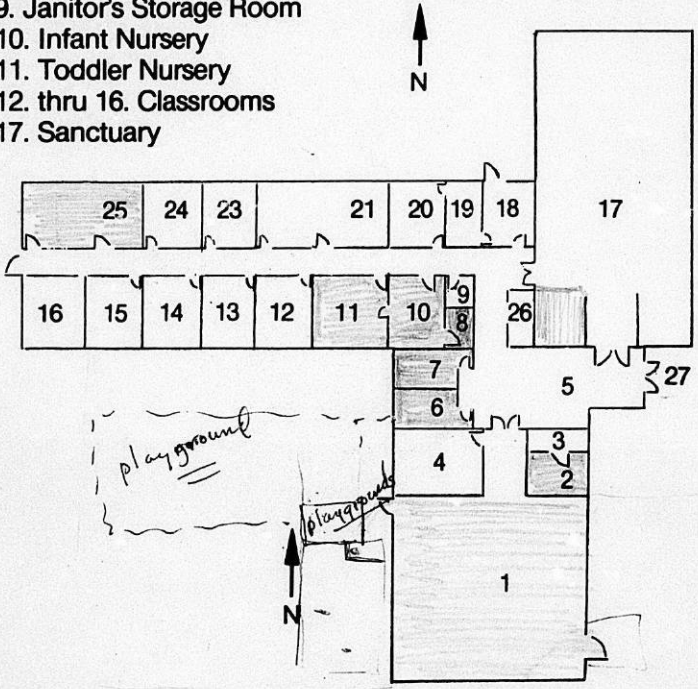 9. Janitor's Storage Room
10. Infant Nursery
11. Toddler Nursery
12. thru 16. Classrooms
17. Sanctuary
N
25 24 23 21 20 19 18 17
16 15 14 13 12 11 10 9 8 26
7 5 27
6
4 3
2
playground
playgrounds
1
N